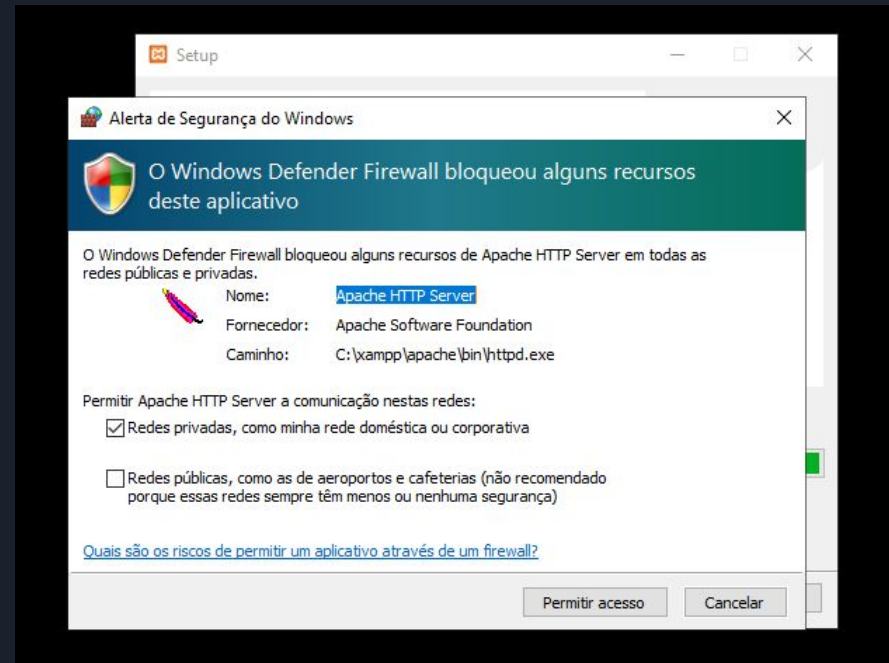 Setup
Alerta de Segurança do Windows
O Windows Defender Firewall bloqueou alguns recursos
deste aplicativo
O Windows Defender Firewall bloqueou alguns recursos de Apache HTTP Server em todas as
redes públicas e privadas.
Nome: Apache HTTP Server
Fornecedor: Apache Software Foundation
Caminho: C:\xampp\apache\bin\httpd.exe
Permitir Apache HTTP Server a comunicação nestas redes:
Redes privadas, como minha rede doméstica ou corporativa
Redes públicas, como as de aeroportos e cafeterias (não recomendado
porque essas redes sempre têm menos ou nenhuma segurança)
Quais são os riscos de permitir um aplicativo através de um firewall?
Permitir acesso Cancelar